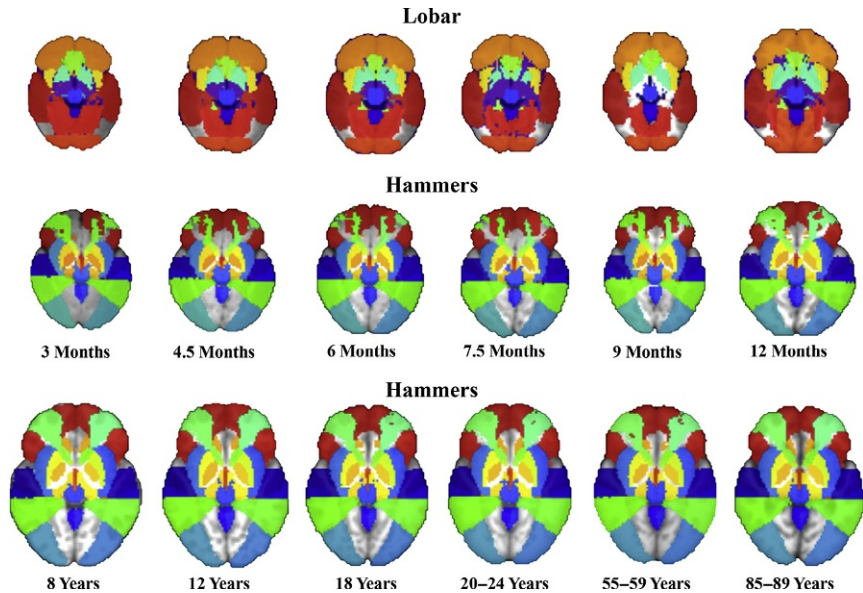 Lobar
Hammers
3 Months 4.5 Months 6 Months 7.5 Months 9 Months 12 Months
Hammers
8 Years 12 Years 18 Years 20–24 Years 55–59 Years 85–89 Years